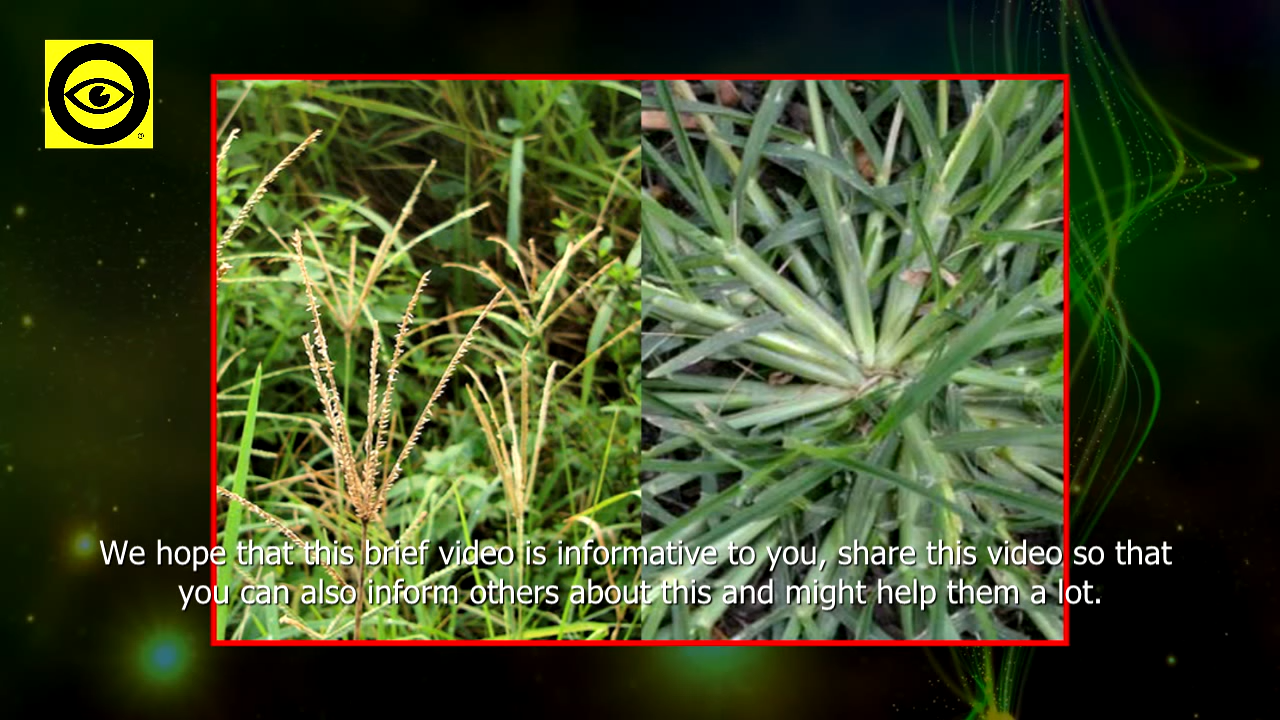 We hope that this brief video is informative to you, share this video so that
you can also inform others about this and might help them a lot.